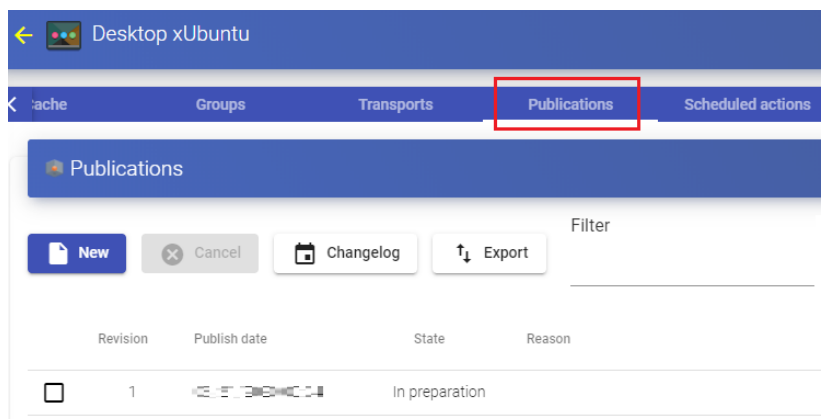 Desktop xUbuntu
Cache Groups Transports Publications Scheduled actions
Publications
Filter
New Cancel Changelog Export
Revision Publish date State Reason
1 In preparation